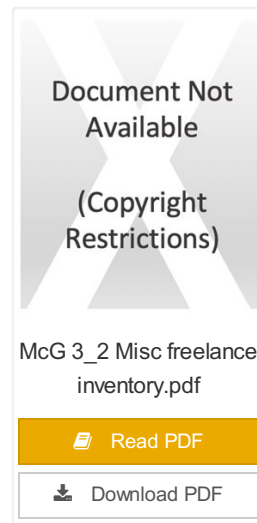 Document Not
Available
(Copyright
Restrictions)
McG 3_2 Misc freelance
inventory.pdf
Read PDF
Download PDF